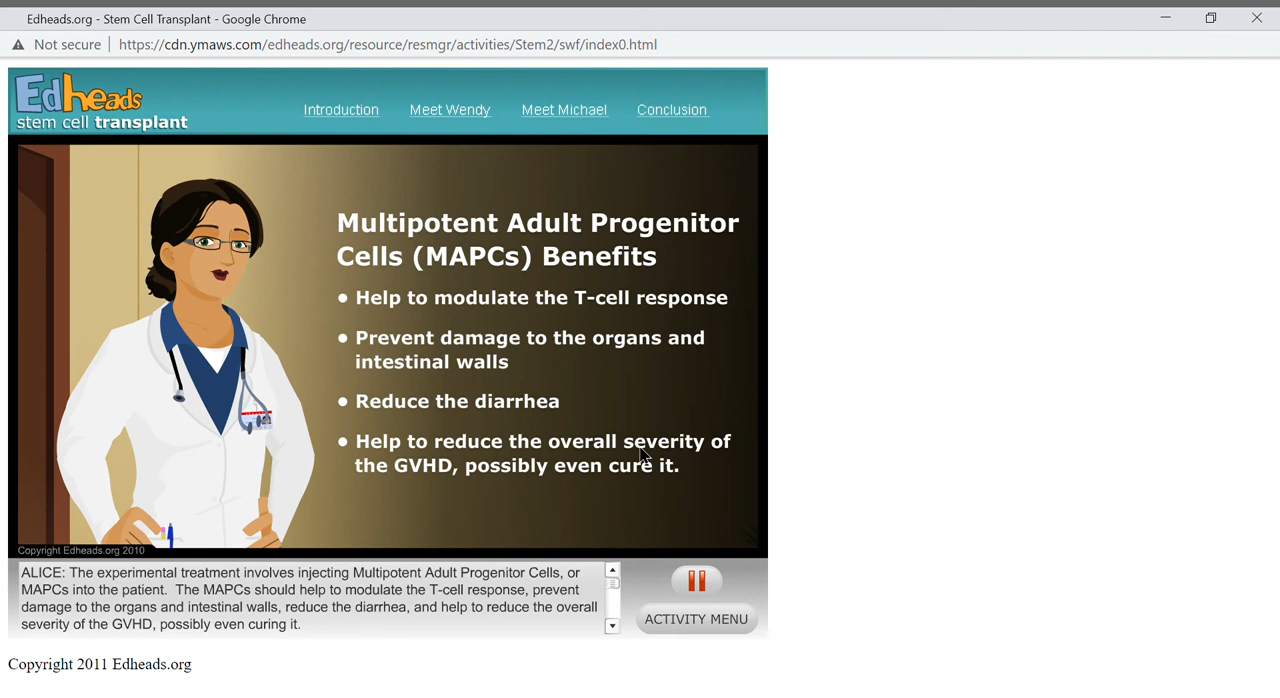 Edheads.org - Stem Cell Transplant - Google Chrome
Not secure | https://cdn.ymaws.com/edheads.org/resource/resmgr/activities/Stem2/swf/index0.html
Edheads
stem cell transplant
Introduction Meet Wendy Meet Michael Conclusion
Multipotent Adult Progenitor
Cells (MAPCs) Benefits
• Help to modulate the T-cell response
• Prevent damage to the organs and
intestinal walls
• Reduce the diarrhea
• Help to reduce the overall severity of
the GVHD, possibly even cure it.
Copyright Edheads.org 2010
ALICE: The experimental treatment involves injecting Multipotent Adult Progenitor Cells, or
MAPCs into the patient. The MAPCs should help to modulate the T-cell response, prevent
damage to the organs and intestinal walls, reduce the diarrhea, and help to reduce the overall
severity of the GVHD, possibly even curing it.
ACTIVITY MENU
Copyright 2011 Edheads.org